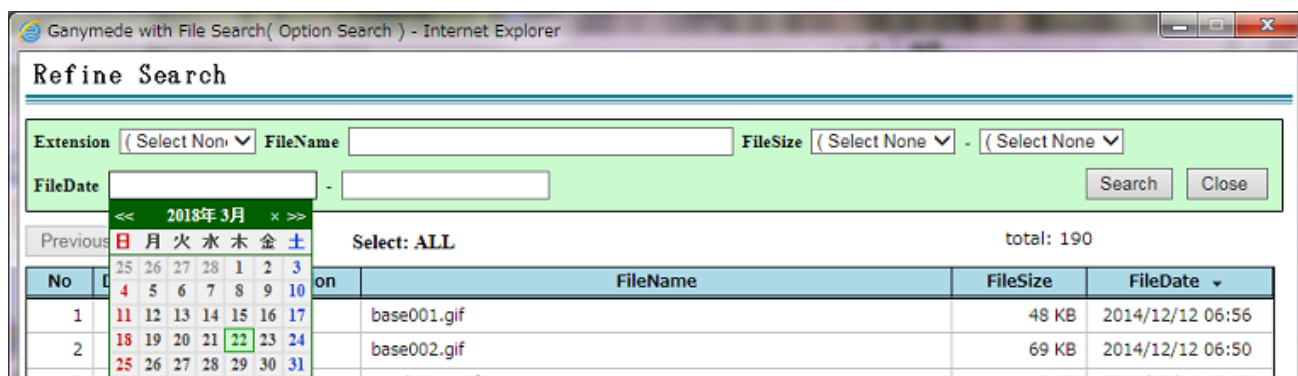 Ganymede with File Search( Option Search ) - Internet Explorer
Refine Search
Extension ( Select Non FileName FileSize ( Select None - ( Select None
FileDate - Search Close
<< 2018年 3月 × >>
Previous Select: ALL total: 190
日 月 火 水 木 金 土
25 26 27 28 1 2 3
No on FileName FileSize FileDate
4 5 6 7 8 9 10
1 base001.gif 48 KB 2014/12/12 06:56
11 12 13 14 15 16 17
18 19 20 21 22 23 24
2 base002.gif 69 KB 2014/12/12 06:50
25 26 27 28 29 30 31